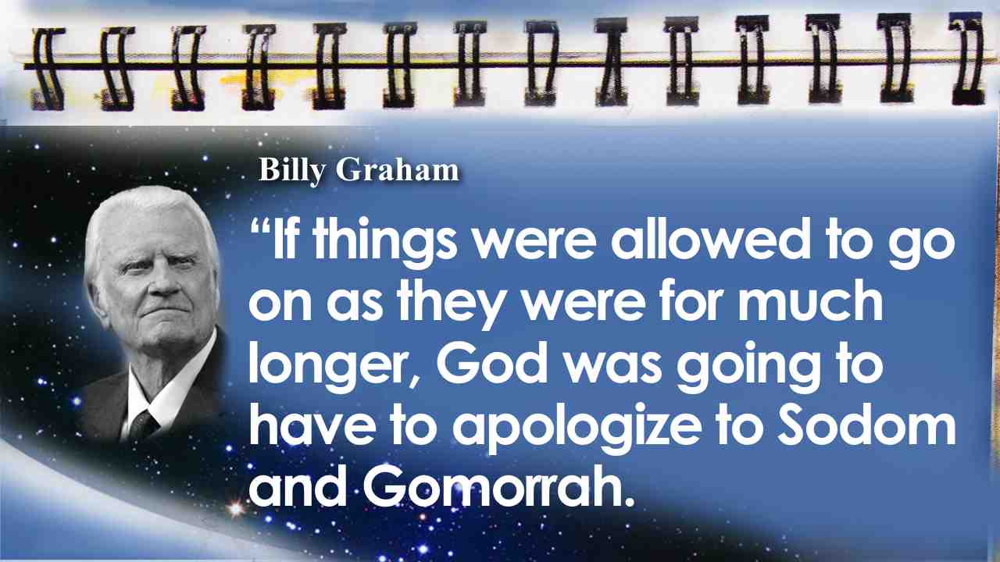 Billy Graham
“If things were allowed to go
on as they were for much
longer, God was going to
have to apologize to Sodom
and Gomorrah.